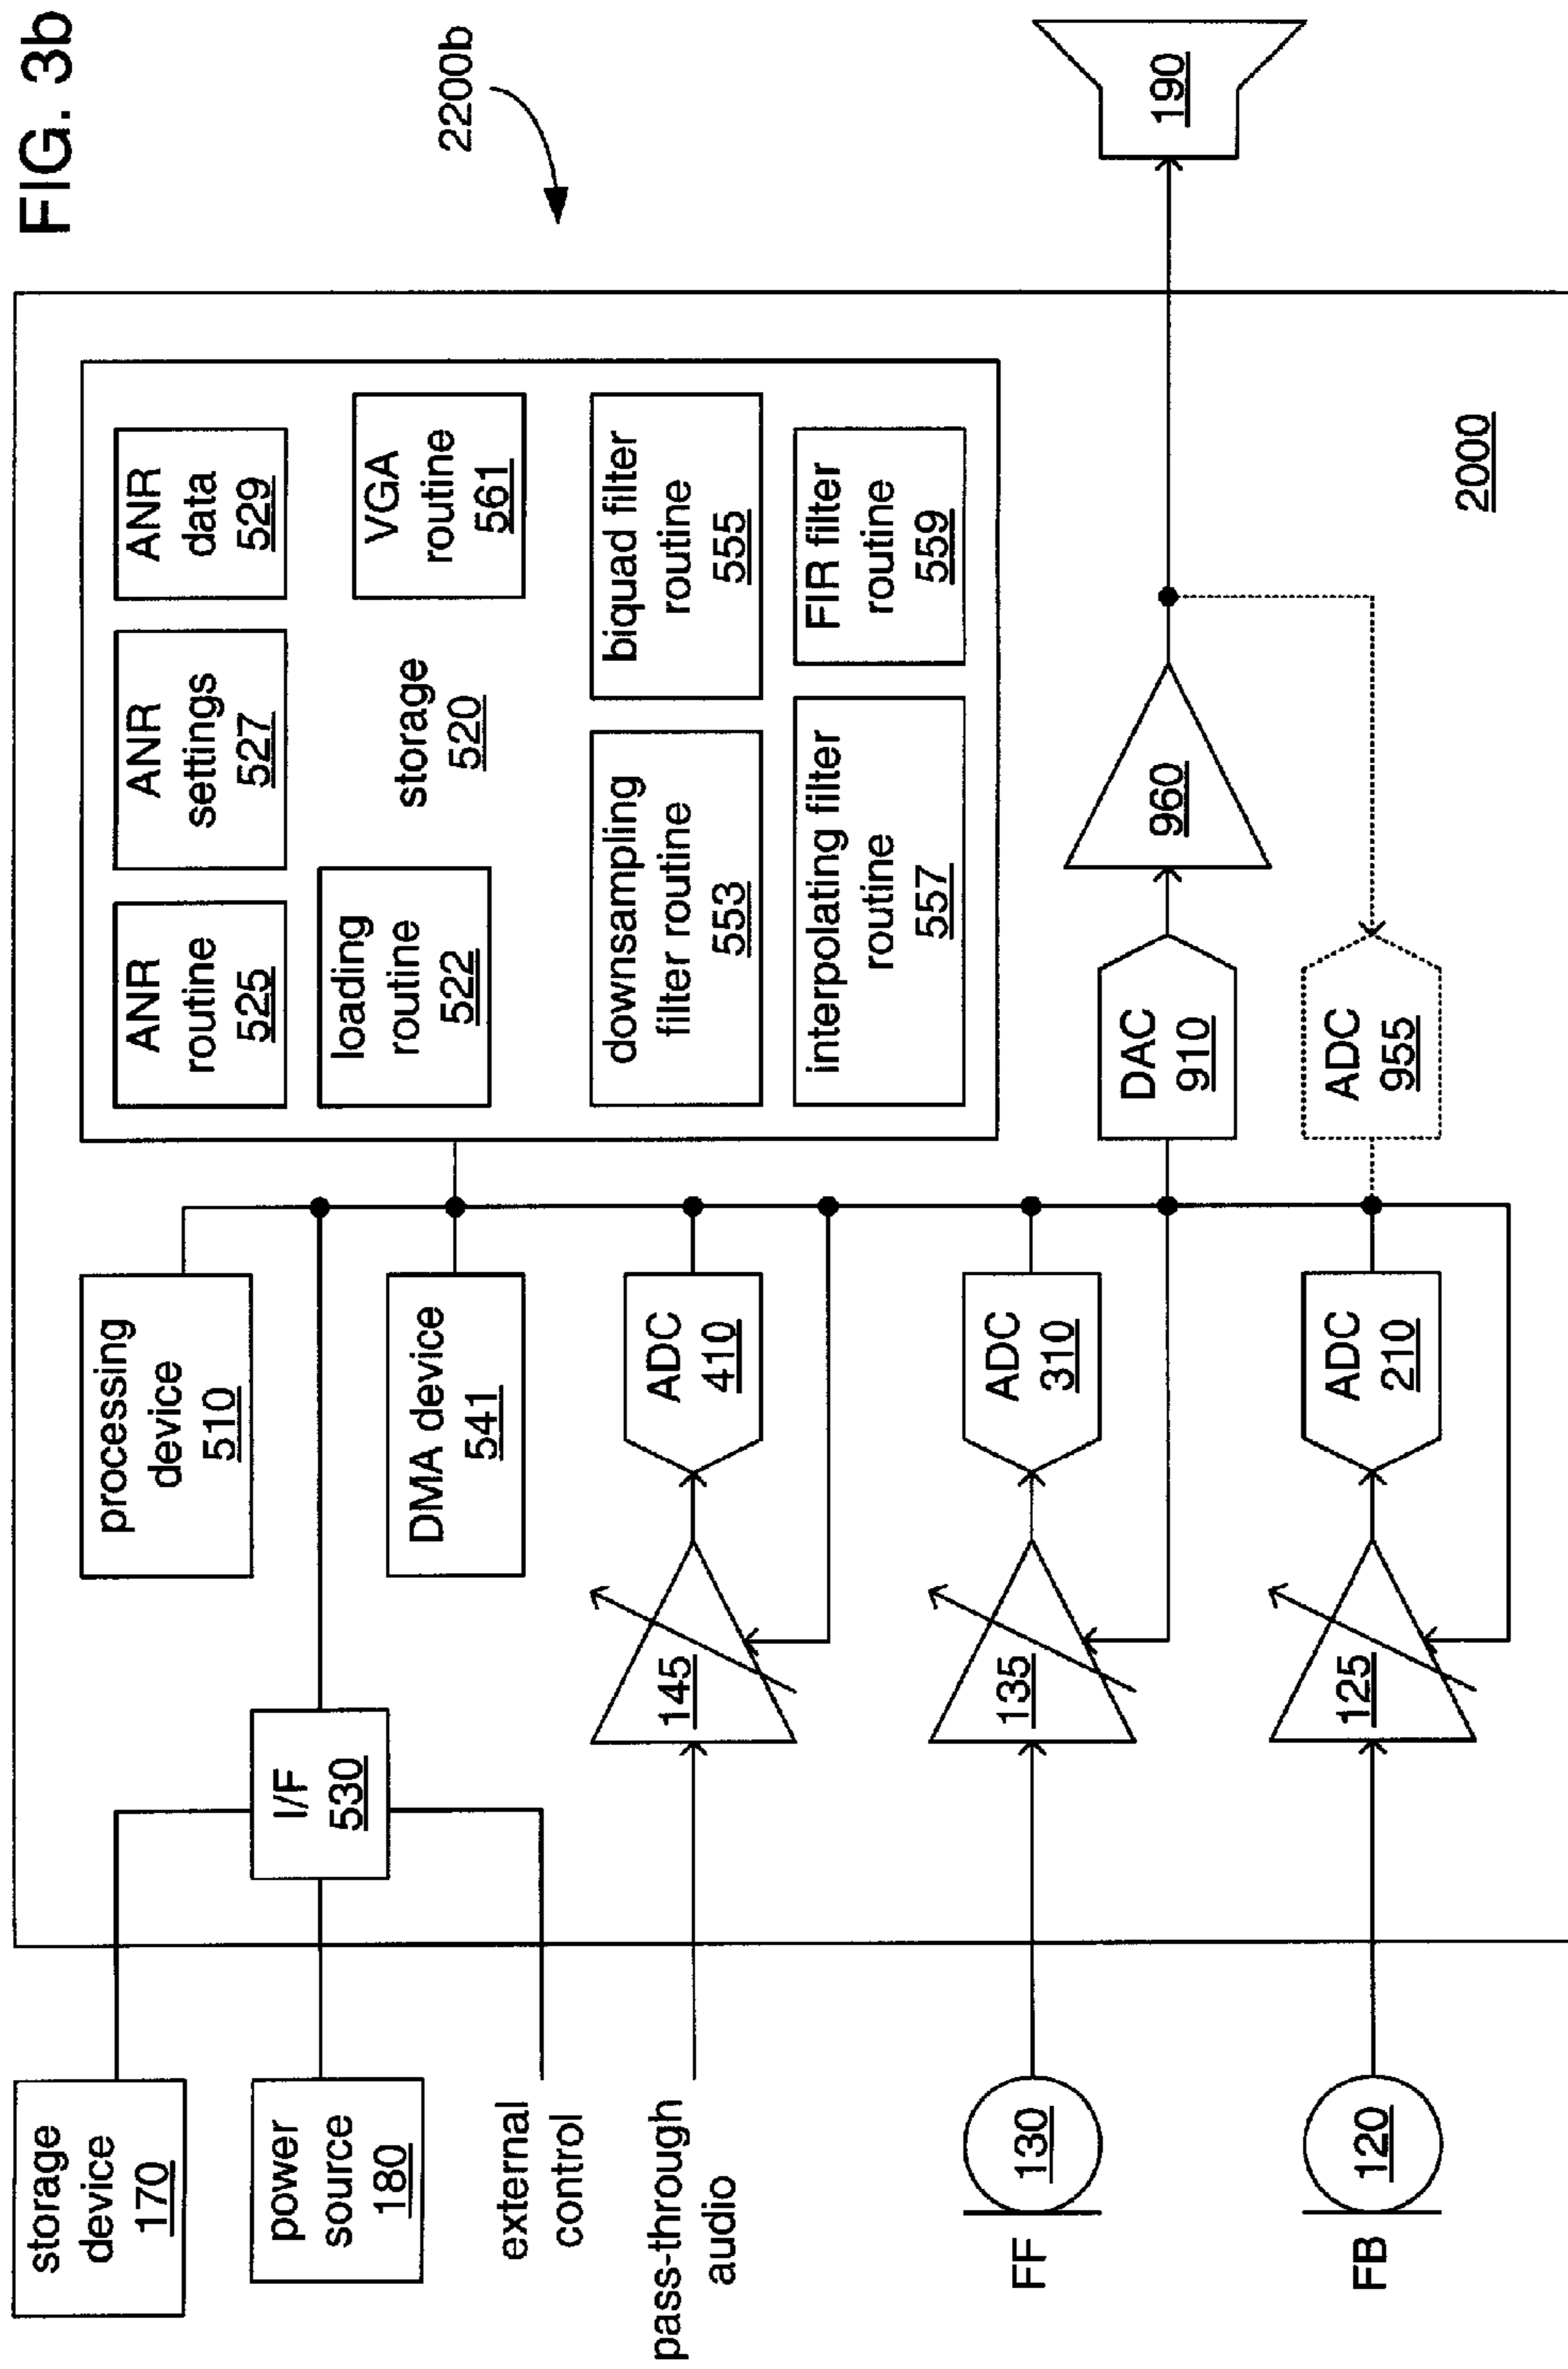 FIG. 3b
2200b
storage
device
170
power
source
180
external
control
pass-through
audio
FF
130
FB
120
I/F
530
processing
device
510
DMA device
541
145
ADC
410
135
ADC
310
125
ADC
210
ANR
routine
525
ANR
settings
527
ANR
data
529
loading
routine
522
storage
520
VGA
routine
561
downsampling
filter routine
553
biquad filter
routine
555
interpolating filter
routine
557
FIR filter
routine
559
DAC
910
ADC
955
960
190
2000